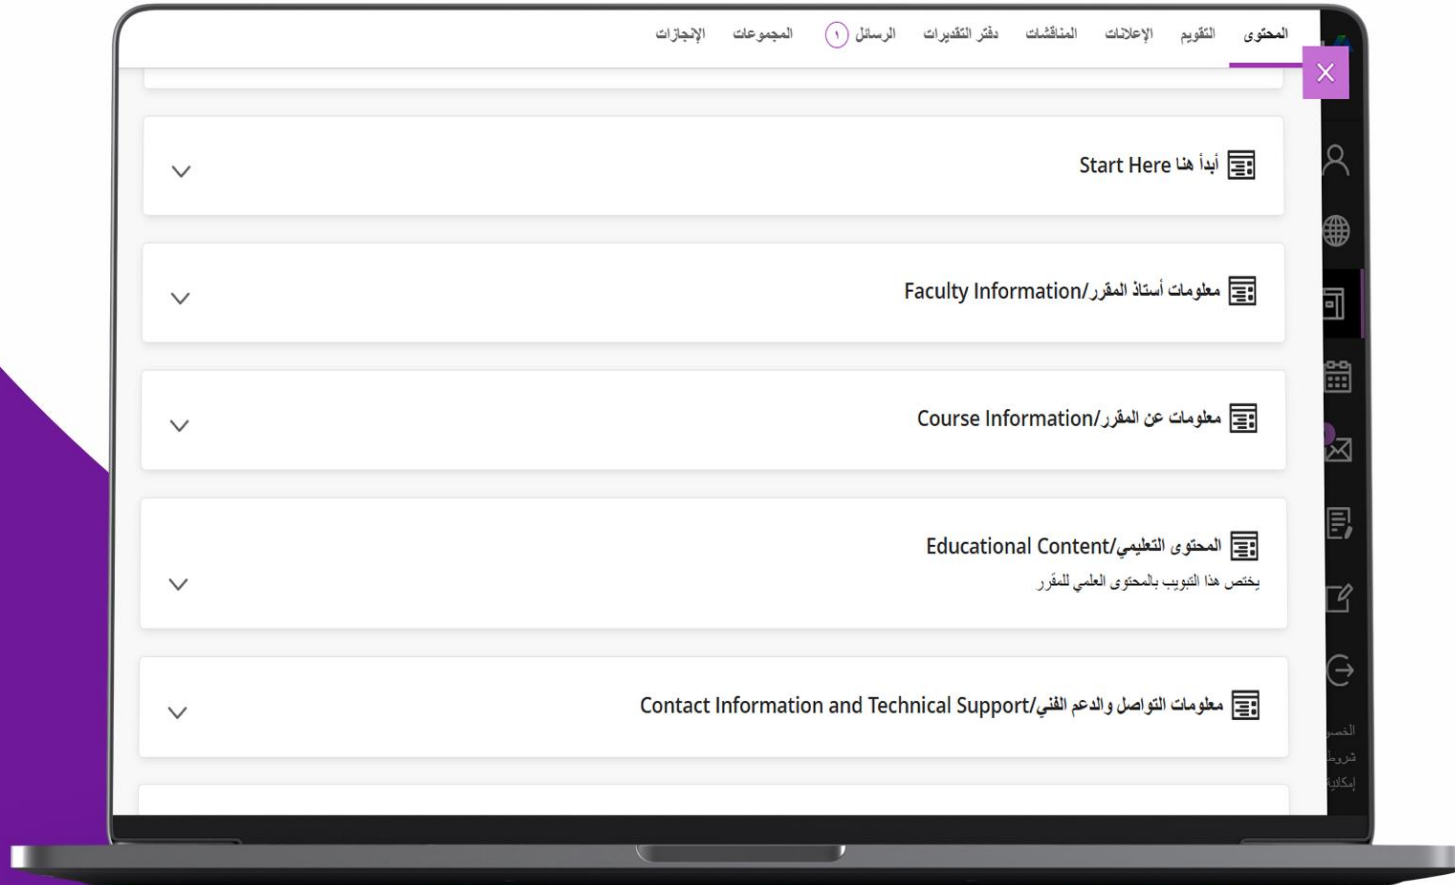 المحتوى التقويم الإعلانات المناقشات دفتر التقديرات الرسائل ١ المجموعات الإنجازات
أبدأ هنا Start Here
معلومات أستاذ المقرر/Faculty Information
معلومات عن المقرر/Course Information
المحتوى التعليمي/Educational Content
يختص هذا التبويب بالمحتوى العلمي للمقرر
معلومات التواصل والدعم الفني/Contact Information and Technical Support
شروط
إمكانية